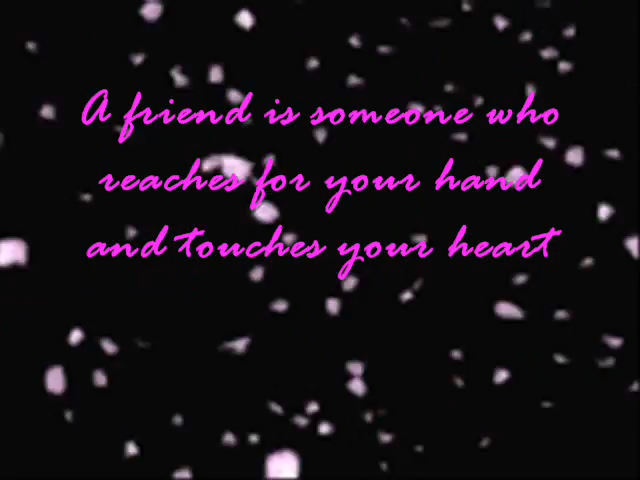 A friend is someone who
reaches for your hand
and touches your heart